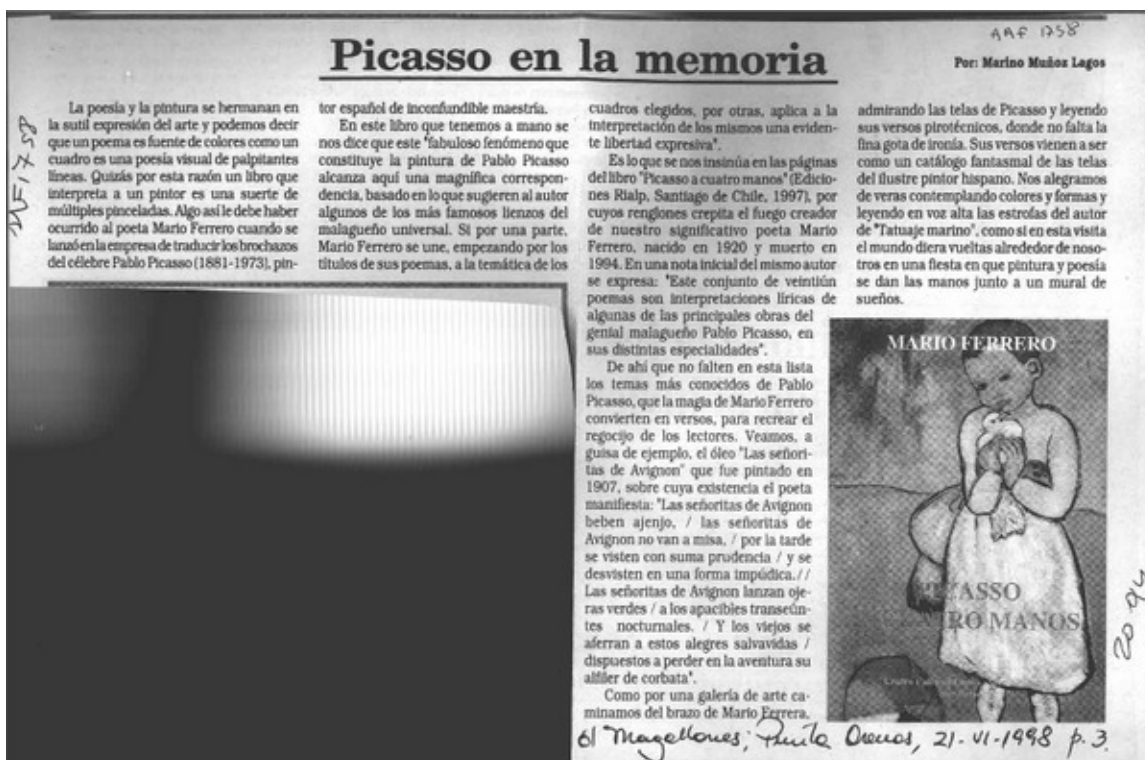 AAF 1758
Picasso en la memoria
Por: Marino Muñoz Lagos
AAF 1758
La poesía y la pintura se hermanan en
la sutil expresión del arte y podemos decir
que un poema es fuente de colores como un
cuadro es una poesía visual de palpitantes
líneas. Quizás por esta razón un libro que
interpreta a un pintor es una suerte de
múltiples pinceladas. Algo así le debe haber
ocurrido al poeta Mario Ferrero cuando se
lanzó en la empresa de traducir los brochazos
del célebre Pablo Picasso (1881-1973), pin-
tor español de inconfundible maestría.
En este libro que tenemos a mano se
nos dice que este "fabuloso fenómeno que
constituye la pintura de Pablo Picasso
alcanza aquí una magnífica correspon-
dencia, basado en lo que sugieren al autor
algunos de los más famosos lienzos del
malagueño universal. Si por una parte,
Mario Ferrero se une, empezando por los
títulos de sus poemas, a la temática de los
cuadros elegidos, por otras, aplica a la
interpretación de los mismos una eviden-
te libertad expresiva".
Es lo que se nos insinúa en las páginas
del libro "Picasso a cuatro manos" (Edicio-
nes Rialp, Santiago de Chile, 1997), por
cuyos renglones crepita el fuego creador
de nuestro significativo poeta Mario
Ferrero, nacido en 1920 y muerto en
1994. En una nota inicial del mismo autor
se expresa: "Este conjunto de veintiún
poemas son interpretaciones líricas de
algunas de las principales obras del
genial malagueño Pablo Picasso, en
sus distintas especialidades".
De ahí que no falten en esta lista
los temas más conocidos de Pablo
Picasso, que la magia de Mario Ferrero
convierten en versos, para recrear el
regocijo de los lectores. Veamos, a
guisa de ejemplo, el óleo "Las señori-
tas de Avignon" que fue pintado en
1907, sobre cuya existencia el poeta
manifiesta: "Las señoritas de Avignon
beben ajenjo, / las señoritas de
Avignon no van a misa, / por la tarde
se visten con suma prudencia / y se
desvisten en una forma impúdica.//
Las señoritas de Avignon lanzan oje-
ras verdes / a los apacibles transeún-
tes nocturnales. / Y los viejos se
aferran a estos alegres salvavidas /
dispuestos a perder en la aventura su
alfiler de corbata".
Como por una galería de arte ca-
minamos del brazo de Mario Ferrera,
admirando las telas de Picasso y leyendo
sus versos pirotécnicos, donde no falta la
fina gota de ironía. Sus versos vienen a ser
como un catálogo fantasmal de las telas
del ilustre pintor hispano. Nos alegramos
de veras contemplando colores y formas y
leyendo en voz alta las estrofas del autor
de "Tatuaje marino", como si en esta visita
el mundo diera vueltas alrededor de noso-
tros en una fiesta en que pintura y poesía
se dan las manos junto a un mural de
sueños.
MARIO FERRERO
PICASSO
MANOS
El Magallanes, Punta Arenas, 21-VI-1998 p. 3.